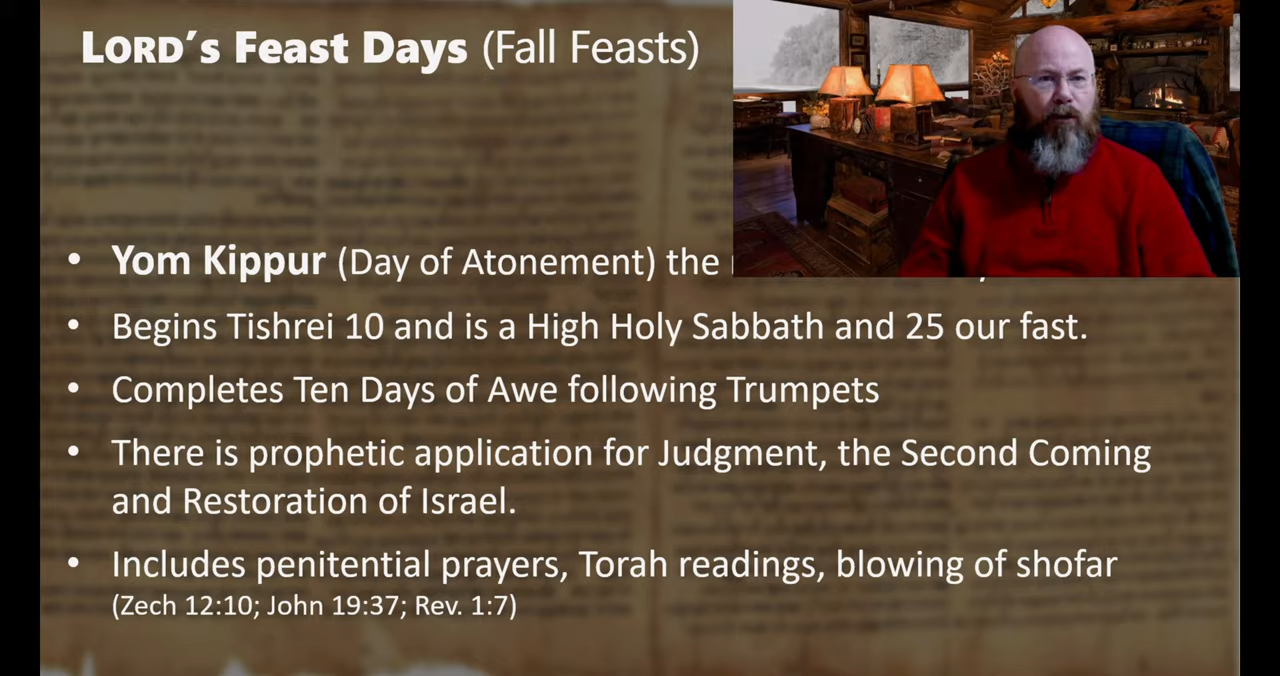 LORD's Feast Days (Fall Feasts)
• Yom Kippur (Day of Atonement) the
• Begins Tishrei 10 and is a High Holy Sabbath and 25 our fast.
• Completes Ten Days of Awe following Trumpets
• There is prophetic application for Judgment, the Second Coming
and Restoration of Israel.
• Includes penitential prayers, Torah readings, blowing of shofar
(Zech 12:10; John 19:37; Rev. 1:7)